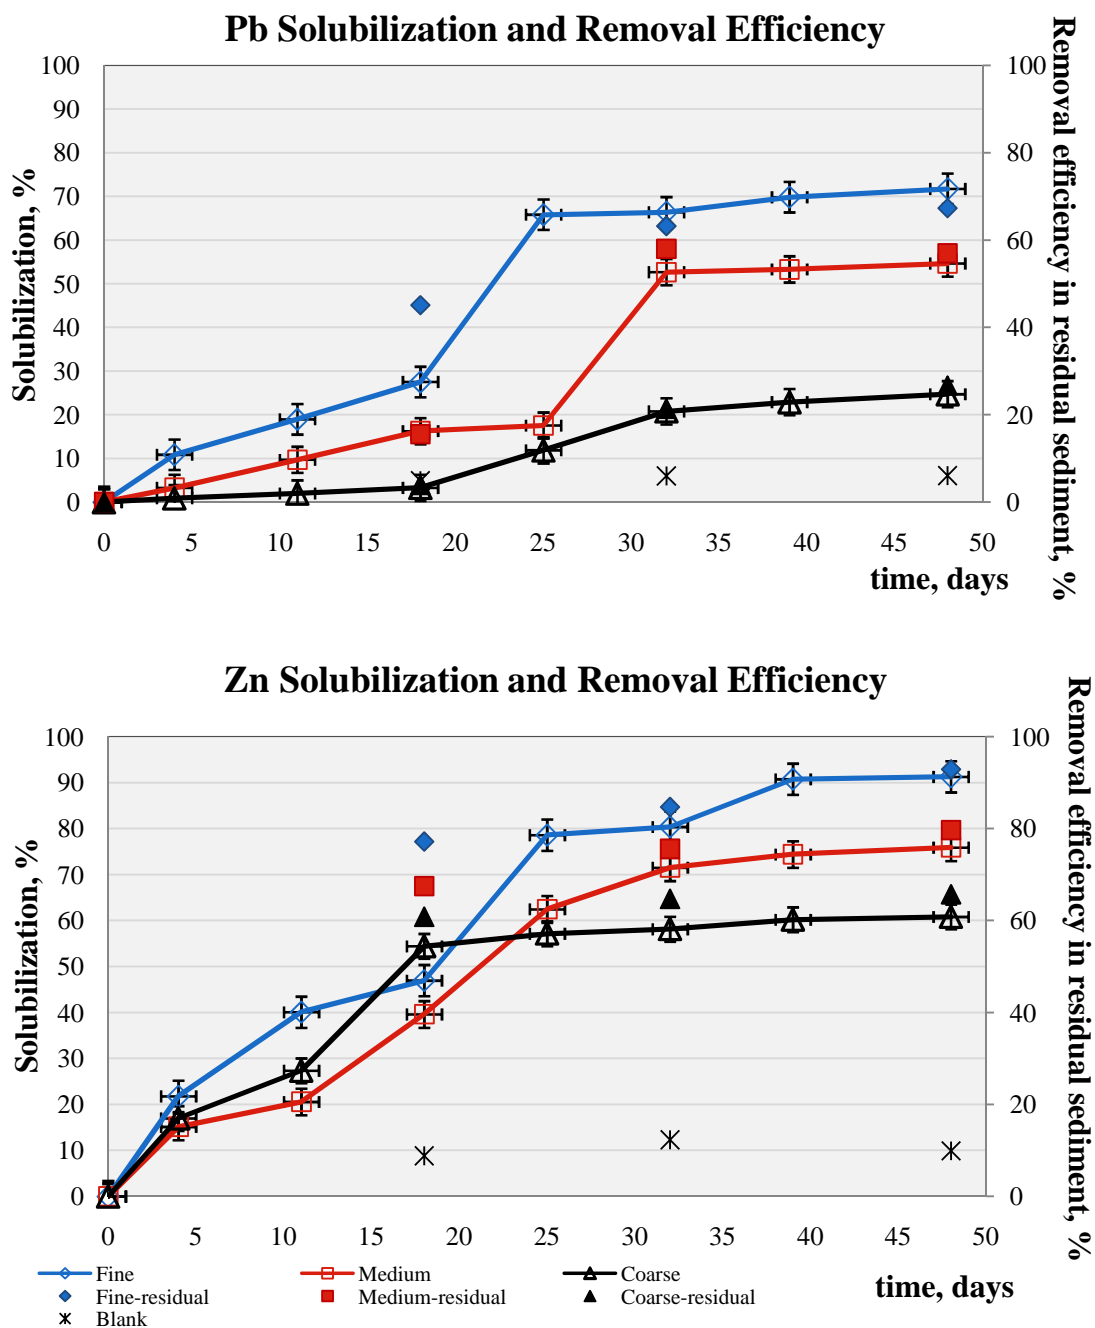 Pb Solubilization and Removal Efficiency
Solubilization, %
100
90
80
70
60
50
40
30
20
10
0
100
80
60
40
20
0
Removal efficiency in residual sediment, %
0 5 10 15 20 25 30 35 40 45 50
time, days
Zn Solubilization and Removal Efficiency
Solubilization, %
100
90
80
70
60
50
40
30
20
10
0
100
80
60
40
20
0
Removal efficiency in residual sediment, %
0 5 10 15 20 25 30 35 40 45 50
time, days
Fine Medium Coarse
Fine-residual Medium-residual Coarse-residual
Blank